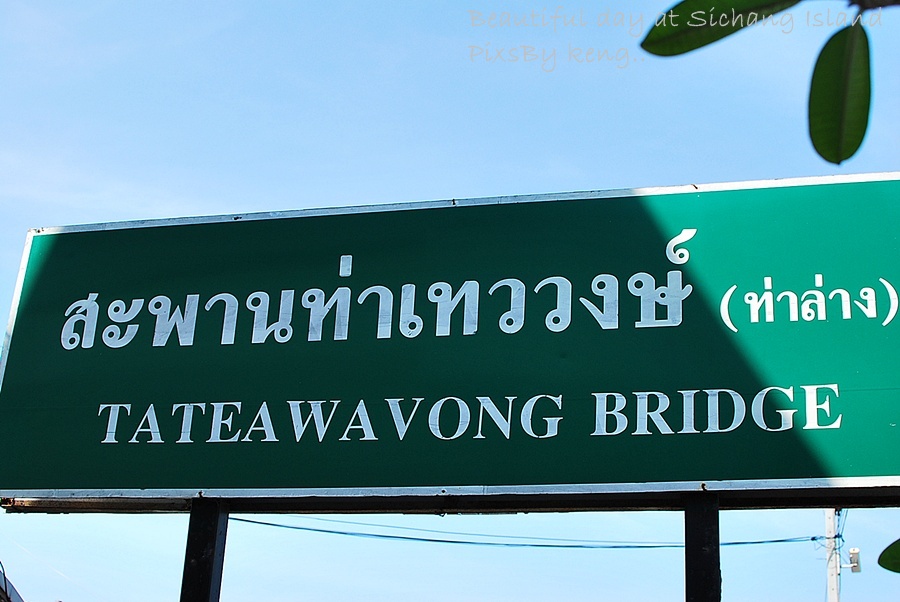 Beautiful day at Sichang Island
PixsBy keng..
สะพานท่าเทววงษ์ (ท่าล่าง)
TATEAWAVONG BRIDGE